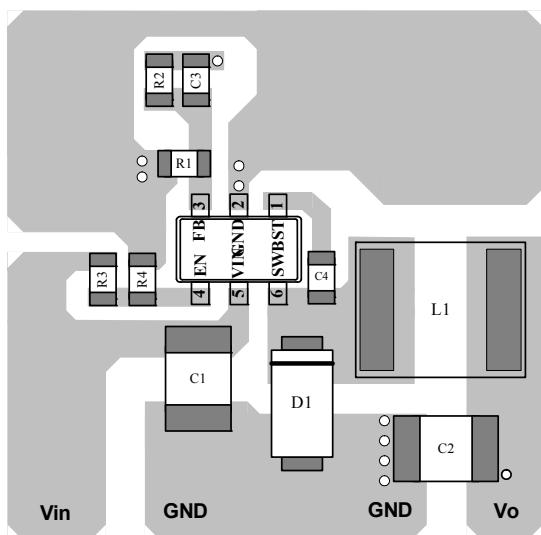 R2
C3
R1
3
2
1
FB
GND
BST
EN
VIN
SW
4
5
6
R3
R4
C4
L1
C1
D1
C2
Vin
GND
GND
Vo